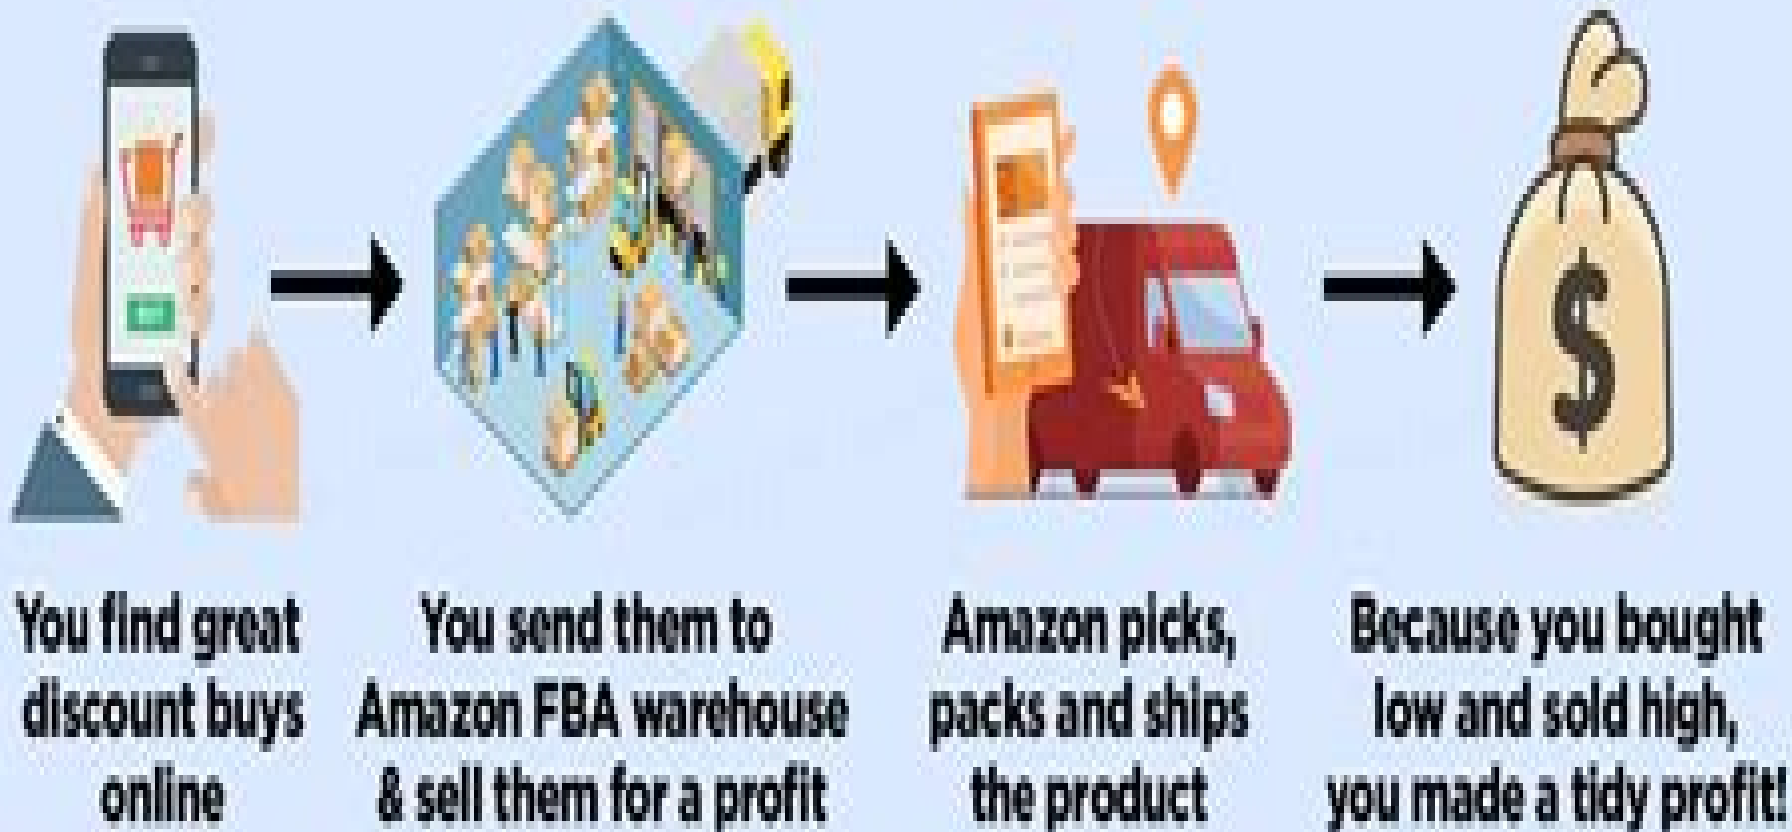 You find great
discount buys
online
You send them to
Amazon FBA warehouse
& sell them for a profit
Amazon picks,
packs and ships
the product
Because you bought
low and sold high,
you made a tidy profit!